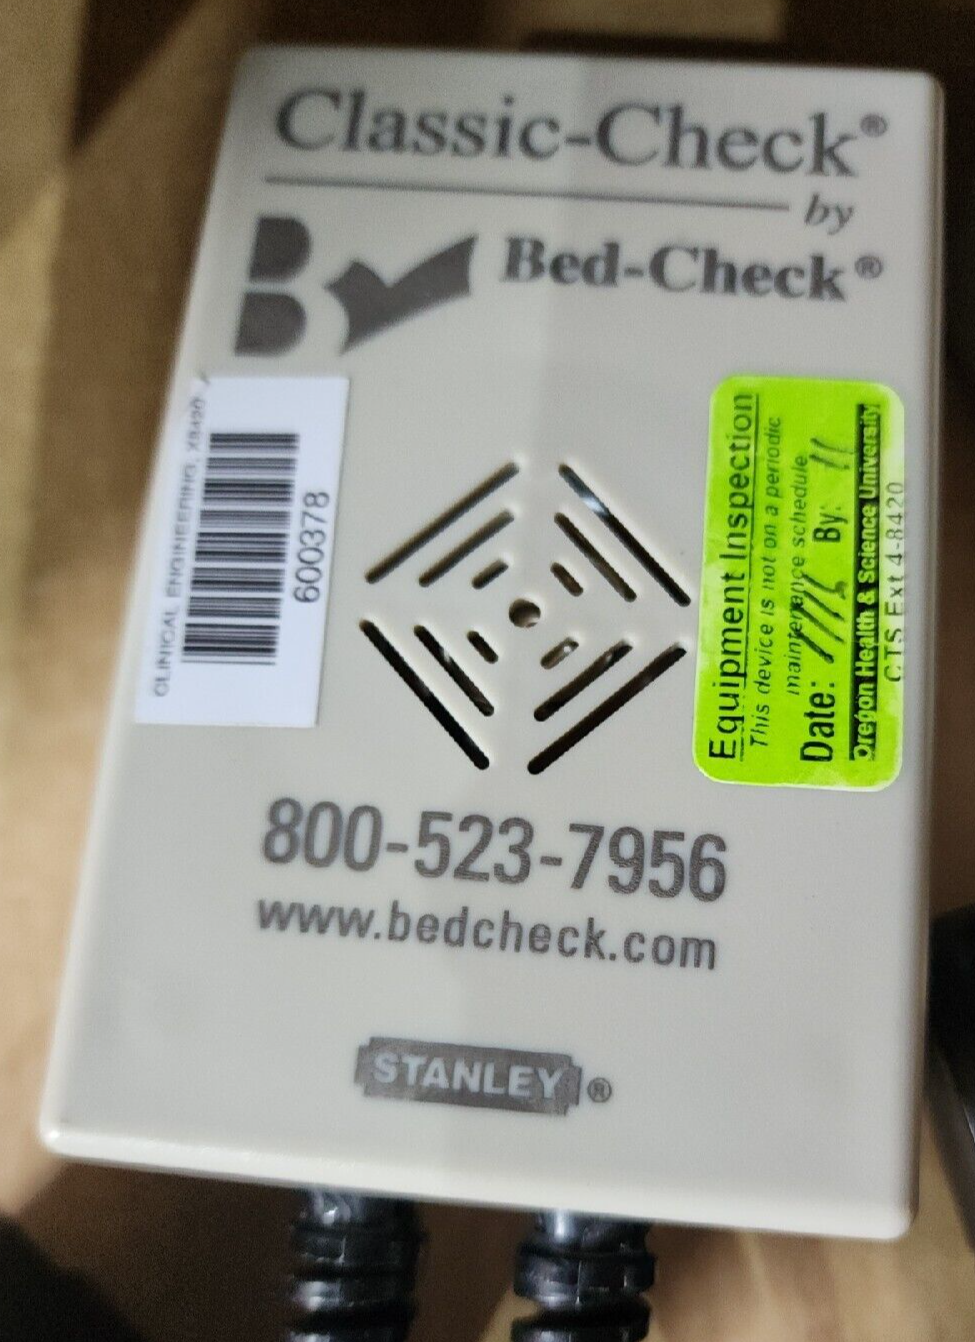 Classic-Check®
by
B✓ Bed-Check®
CLINICAL ENGINEERING, X8420
600378
Equipment Inspection
This device is not on a periodic
maintenance schedule
Date: By:
Oregon Health & Science University
CTS Ext 4-8420
800-523-7956
www.bedcheck.com
STANLEY®